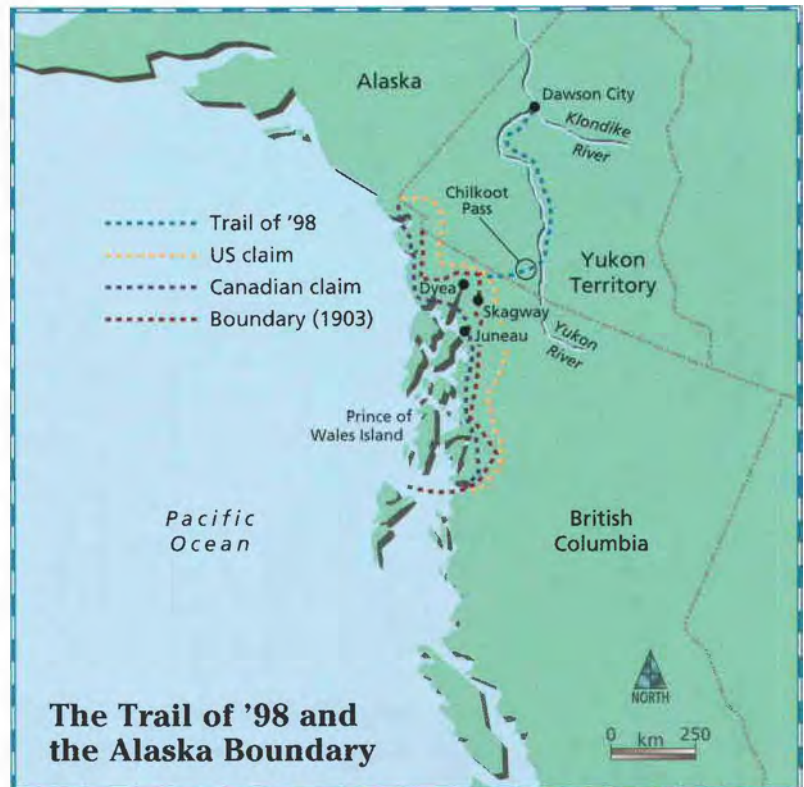 Alaska
Dawson City
Klondike
River
Chilkoot
Pass
Trail of '98
US claim
Canadian claim
Boundary (1903)
Yukon
Territory
Dyea
Skagway
Juneau
Yukon
River
Prince of
Wales Island
Pacific
Ocean
British
Columbia
NORTH
The Trail of '98 and
the Alaska Boundary
0 km 250